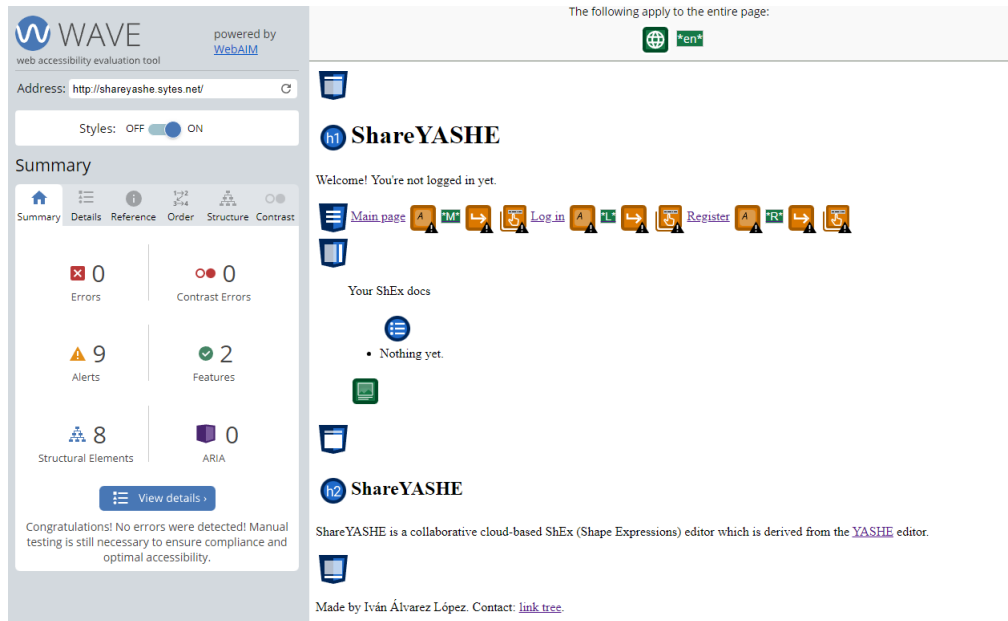 WAVE
powered by
WebAIM
web accessibility evaluation tool
Address: http://shareyashe.sytes.net/
Styles: OFF ON
Summary
Summary Details Reference Order Structure Contrast
0 0
Errors Contrast Errors
9 2
Alerts Features
8 0
Structural Elements ARIA
View details ›
Congratulations! No errors were detected! Manual
testing is still necessary to ensure compliance and
optimal accessibility.
The following apply to the entire page:
*en*
h1 ShareYASHE
Welcome! You're not logged in yet.
Main page A *M* Log in A *L* Register A *R*
Your ShEx docs
• Nothing yet.
h2 ShareYASHE
ShareYASHE is a collaborative cloud-based ShEx (Shape Expressions) editor which is derived from the YASHE editor.
Made by Iván Álvarez López. Contact: link tree.